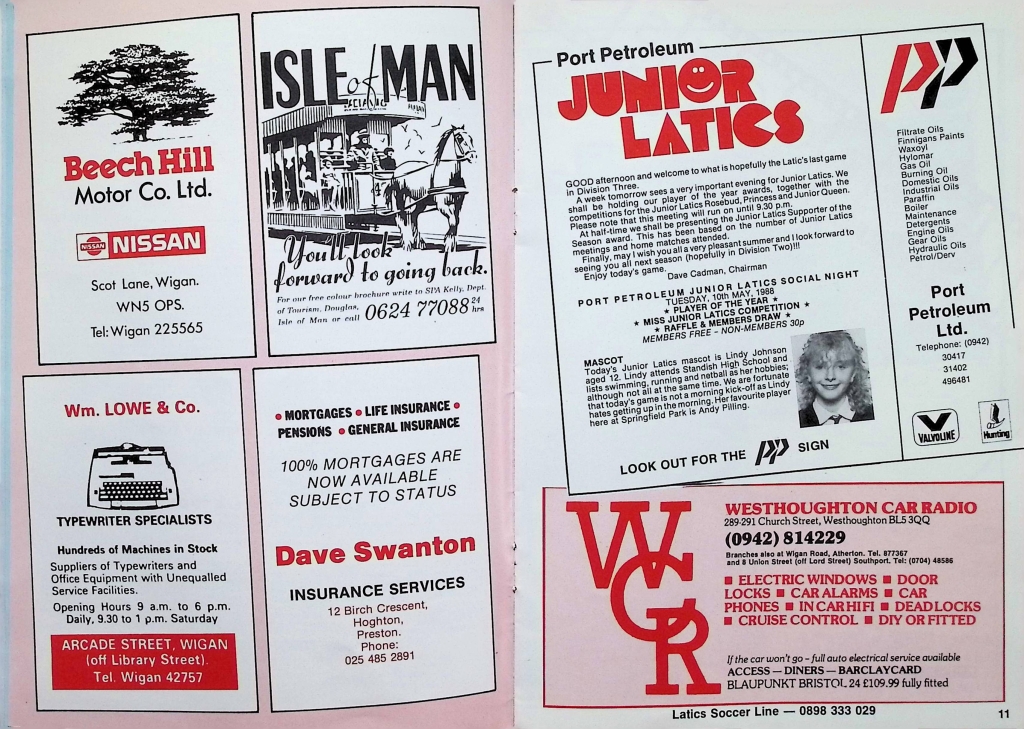 Beech Hill
Motor Co. Ltd.
NISSAN NISSAN
Scot Lane, Wigan.
WN5 OPS.
Tel: Wigan 225565
ISLE of MAN
You'll look
forward to going back.
For our free colour brochure write to SPA Kelly, Dept.
of Tourism, Douglas,
Isle of Man or call 0624 77088 24 hrs
Wm. LOWE & Co.
TYPEWRITER SPECIALISTS
Hundreds of Machines in Stock
Suppliers of Typewriters and
Office Equipment with Unequalled
Service Facilities.
Opening Hours 9 a.m. to 6 p.m.
Daily, 9.30 to 1 p.m. Saturday
ARCADE STREET, WIGAN
(off Library Street).
Tel. Wigan 42757
• MORTGAGES • LIFE INSURANCE •
PENSIONS • GENERAL INSURANCE
100% MORTGAGES ARE
NOW AVAILABLE
SUBJECT TO STATUS
Dave Swanton
INSURANCE SERVICES
12 Birch Crescent,
Hoghton,
Preston.
Phone:
025 485 2891
Port Petroleum
JUNIOR
LATICS
GOOD afternoon and welcome to what is hopefully the Latic's last game
in Division Three.
A week tomorrow sees a very important evening for Junior Latics. We
shall be holding our player of the year awards, together with the
competitions for the Junior Latics Rosebud, Princess and Junior Queen.
Please note that this meeting will run on until 9.30 p.m.
At half-time we shall be presenting the Junior Latics Supporter of the
Season award. This has been based on the number of Junior Latics
meetings and home matches attended.
Finally, may I wish you all a very pleasant summer and I look forward to
seeing you all next season (hopefully in Division Two)!!!
Enjoy today's game.
Dave Cadman, Chairman
PORT PETROLEUM JUNIOR LATICS SOCIAL NIGHT
TUESDAY, 10th MAY, 1988
★ PLAYER OF THE YEAR ★
★ MISS JUNIOR LATICS COMPETITION ★
★ RAFFLE & MEMBERS DRAW ★
MEMBERS FREE – NON-MEMBERS 30p
MASCOT
Today's Junior Latics mascot is Lindy Johnson
aged 12. Lindy attends Standish High School and
lists swimming, running and netball as her hobbies;
although not all at the same time. We are fortunate
that today's game is not a morning kick-off as Lindy
hates getting up in the morning. Her favourite player
here at Springfield Park is Andy Pilling.
LOOK OUT FOR THE PP SIGN
PP
Filtrate Oils
Finnigans Paints
Waxoyl
Hylomar
Gas Oil
Burning Oil
Domestic Oils
Industrial Oils
Paraffin
Boiler
Maintenance
Detergents
Engine Oils
Gear Oils
Hydraulic Oils
Petrol/Derv
Port
Petroleum
Ltd.
Telephone: (0942)
30417
31402
496481
VALVOLINE
Hunting
WCR
WESTHOUGHTON CAR RADIO
289-291 Church Street, Westhoughton BL5 3QQ
(0942) 814229
Branches also at Wigan Road, Atherton. Tel. 877367
and 8 Union Street (off Lord Street) Southport. Tel: (0704) 48586
■ ELECTRIC WINDOWS ■ DOOR
LOCKS ■ CAR ALARMS ■ CAR
PHONES ■ IN CAR HIFI ■ DEADLOCKS
■ CRUISE CONTROL ■ DIY OR FITTED
If the car won't go – full auto electrical service available
ACCESS — DINERS — BARCLAYCARD
BLAUPUNKT BRISTOL 24 £109.99 fully fitted
Latics Soccer Line — 0898 333 029
11